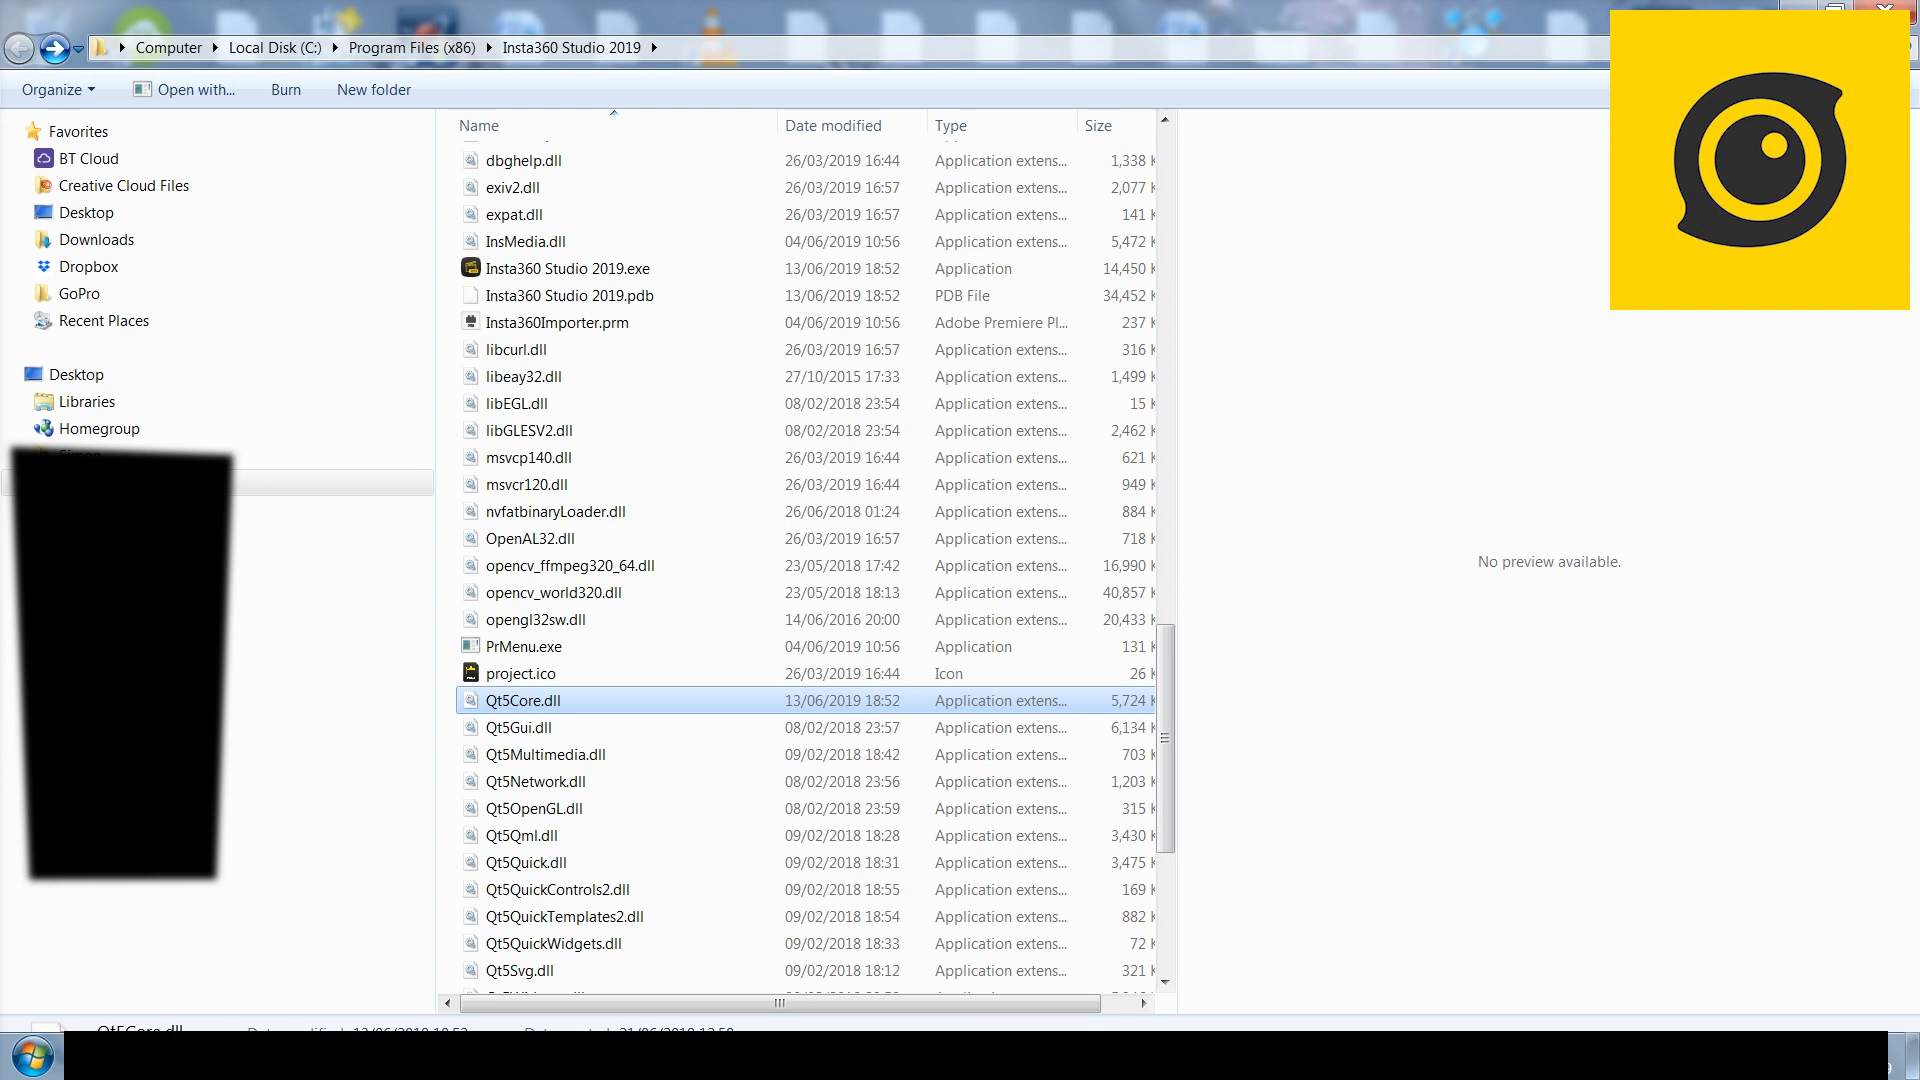 Computer Local Disk (C:) Program Files (x86) Insta360 Studio 2019
Organize Open with... Burn New folder
Favorites
BT Cloud
Creative Cloud Files
Desktop
Downloads
Dropbox
GoPro
Recent Places
Desktop
Libraries
Homegroup
Name Date modified Type Size
dbghelp.dll 26/03/2019 16:44 Application extens... 1,338 K
exiv2.dll 26/03/2019 16:57 Application extens... 2,077 K
expat.dll 26/03/2019 16:57 Application extens... 141 K
InsMedia.dll 04/06/2019 10:56 Application extens... 5,472 K
Insta360 Studio 2019.exe 13/06/2019 18:52 Application 14,450 K
Insta360 Studio 2019.pdb 13/06/2019 18:52 PDB File 34,452 K
Insta360Importer.prm 04/06/2019 10:56 Adobe Premiere Pl... 237 K
libcurl.dll 26/03/2019 16:57 Application extens... 316 K
libeay32.dll 27/10/2015 17:33 Application extens... 1,499 K
libEGL.dll 08/02/2018 23:54 Application extens... 15 K
libGLESV2.dll 08/02/2018 23:54 Application extens... 2,462 K
msvcp140.dll 26/03/2019 16:44 Application extens... 621 K
msvcr120.dll 26/03/2019 16:44 Application extens... 949 K
nvfatbinaryLoader.dll 26/06/2018 01:24 Application extens... 884 K
OpenAL32.dll 26/03/2019 16:57 Application extens... 718 K
opencv_ffmpeg320_64.dll 23/05/2018 17:42 Application extens... 16,990 K
opencv_world320.dll 23/05/2018 18:13 Application extens... 40,857 K
opengl32sw.dll 14/06/2016 20:00 Application extens... 20,433 K
PrMenu.exe 04/06/2019 10:56 Application 131 K
project.ico 26/03/2019 16:44 Icon 26 K
Qt5Core.dll 13/06/2019 18:52 Application extens... 5,724 K
Qt5Gui.dll 08/02/2018 23:57 Application extens... 6,134 K
Qt5Multimedia.dll 09/02/2018 18:42 Application extens... 703 K
Qt5Network.dll 08/02/2018 23:56 Application extens... 1,203 K
Qt5OpenGL.dll 08/02/2018 23:59 Application extens... 315 K
Qt5Qml.dll 09/02/2018 18:28 Application extens... 3,430 K
Qt5Quick.dll 09/02/2018 18:31 Application extens... 3,475 K
Qt5QuickControls2.dll 09/02/2018 18:55 Application extens... 169 K
Qt5QuickTemplates2.dll 09/02/2018 18:54 Application extens... 882 K
Qt5QuickWidgets.dll 09/02/2018 18:33 Application extens... 72 K
Qt5Svg.dll 09/02/2018 18:12 Application extens... 321 K
No preview available.
Qt5Core.dll